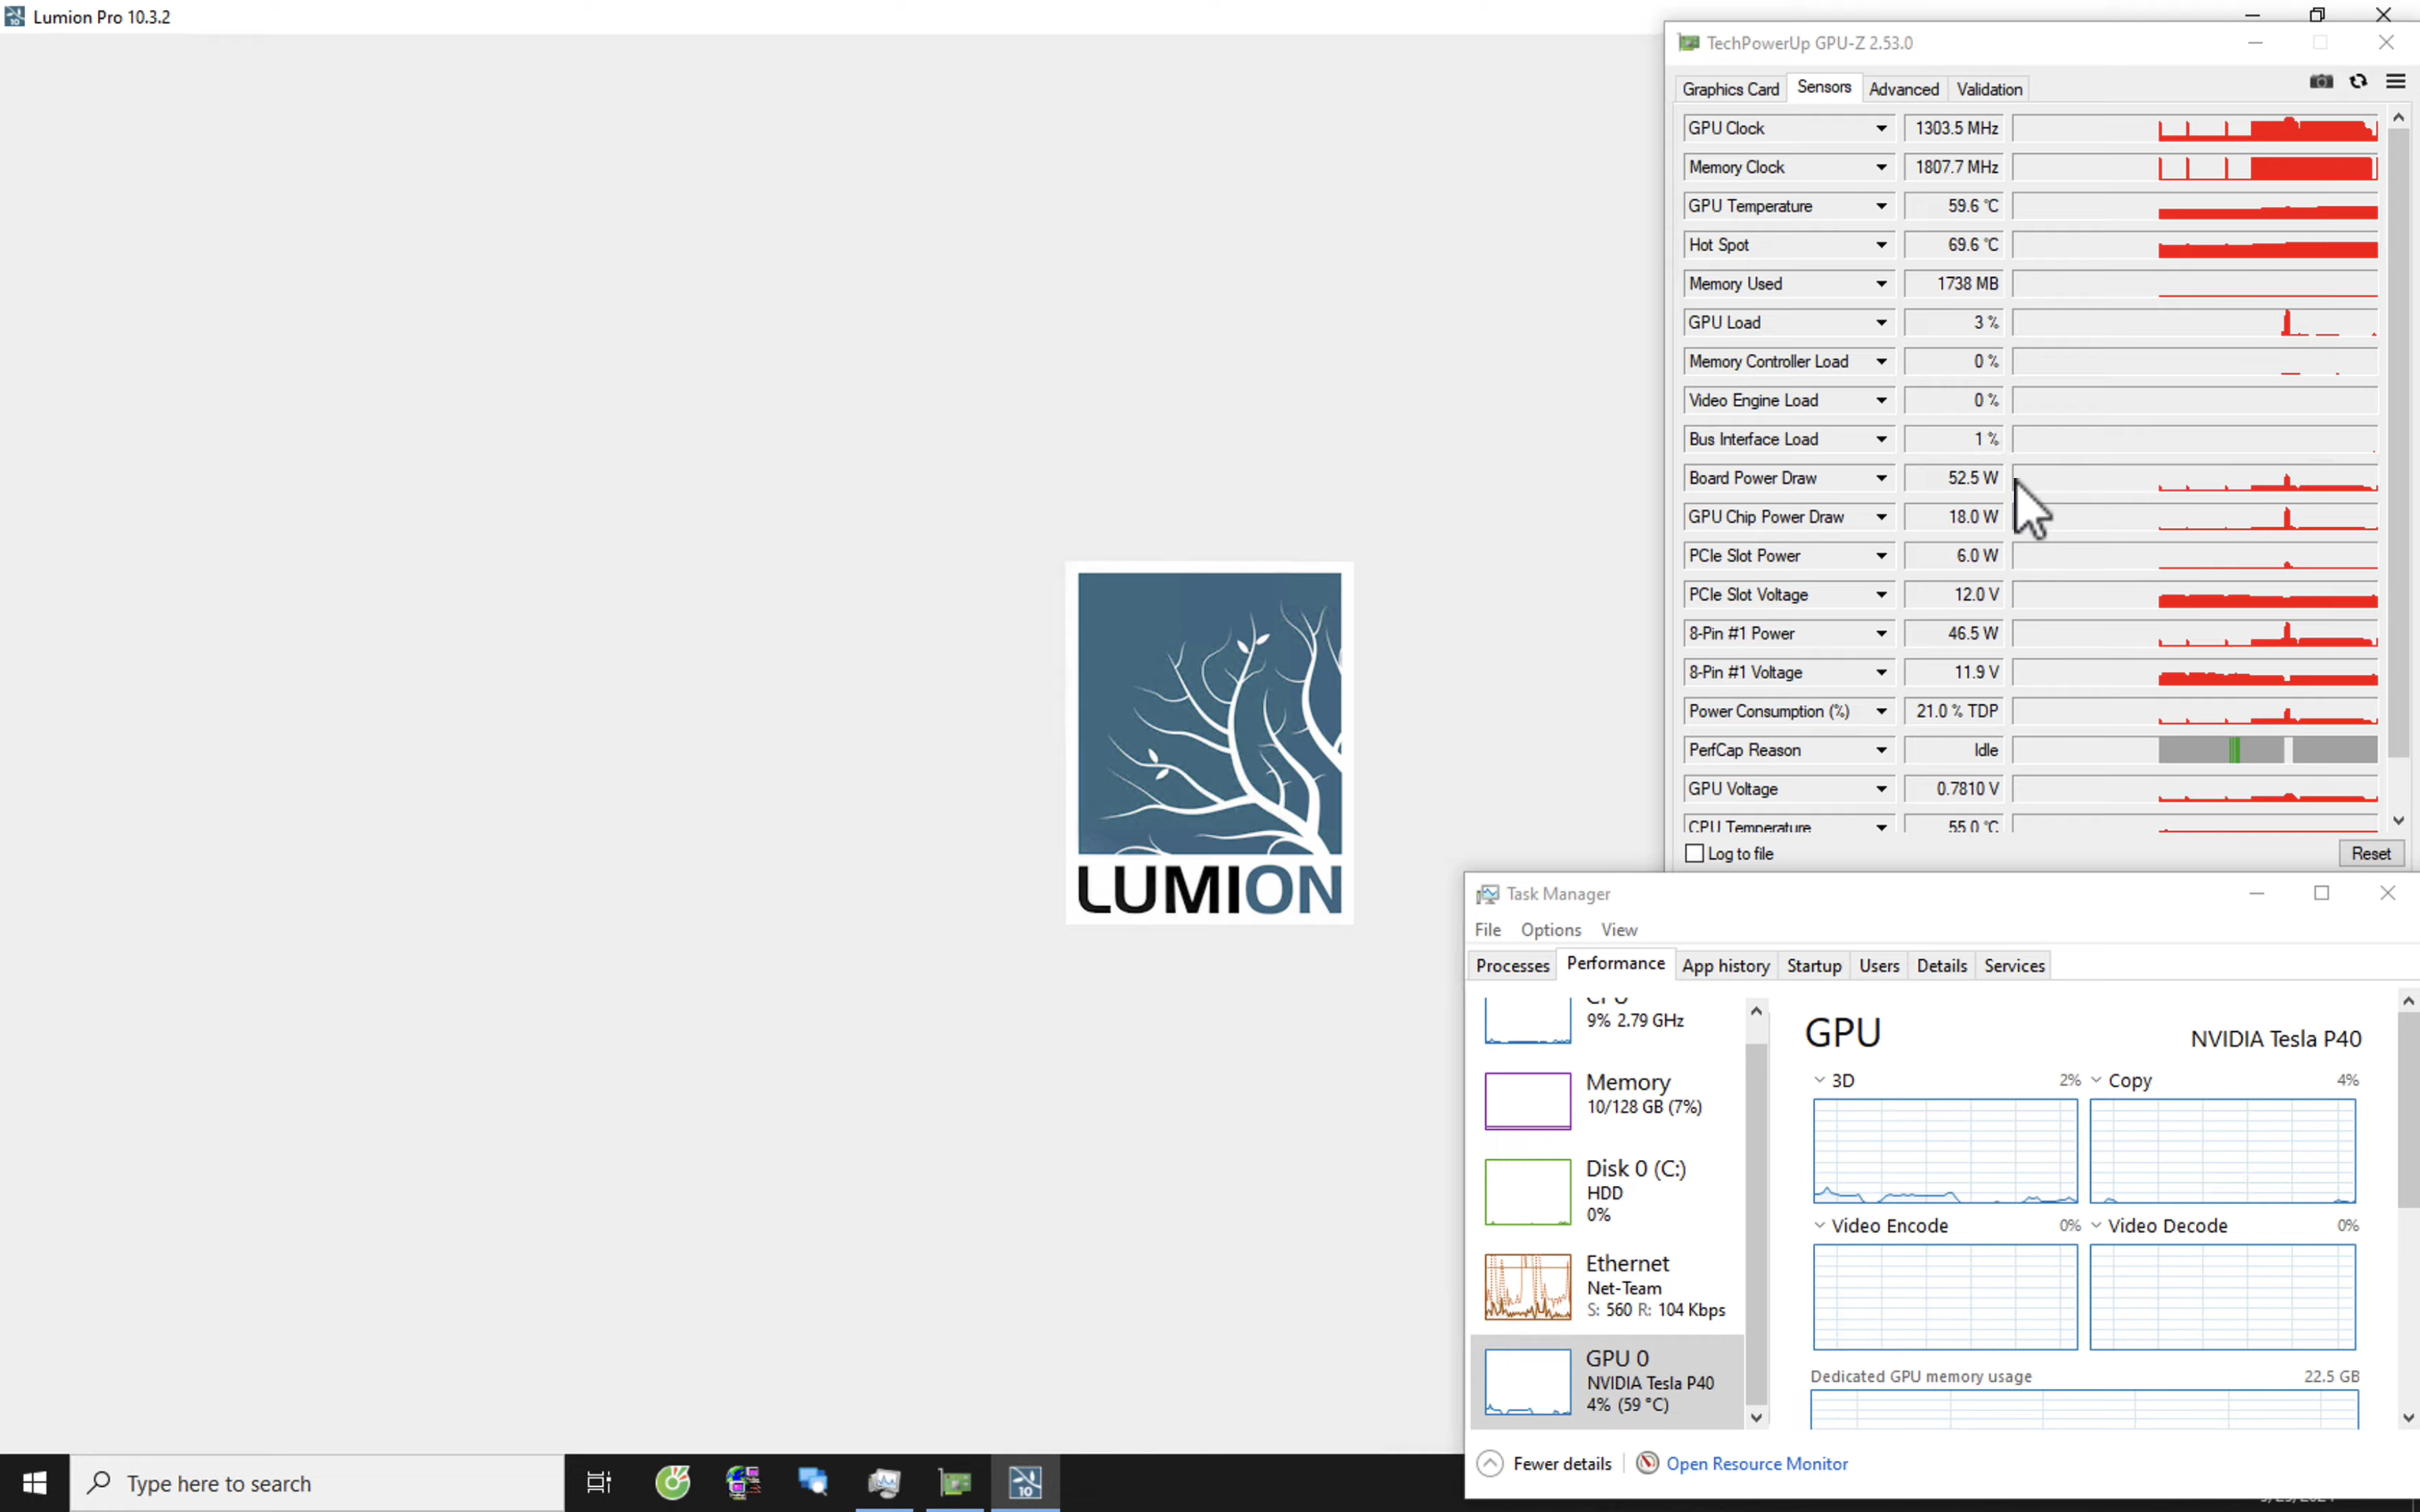 Lumion Pro 10.3.2
LUMION
TechPowerUp GPU-Z 2.53.0
Graphics Card Sensors Advanced Validation
GPU Clock 1303.5 MHz
Memory Clock 1807.7 MHz
GPU Temperature 59.6 °C
Hot Spot 69.6 °C
Memory Used 1738 MB
GPU Load 3 %
Memory Controller Load 0 %
Video Engine Load 0 %
Bus Interface Load 1 %
Board Power Draw 52.5 W
GPU Chip Power Draw 18.0 W
PCIe Slot Power 6.0 W
PCIe Slot Voltage 12.0 V
8-Pin #1 Power 46.5 W
8-Pin #1 Voltage 11.9 V
Power Consumption (%) 21.0 % TDP
PerfCap Reason Idle
GPU Voltage 0.7810 V
CPU Temperature 55.0 °C
Log to file Reset
Task Manager
File Options View
Processes Performance App history Startup Users Details Services
CPU
9% 2.79 GHz
Memory
10/128 GB (7%)
Disk 0 (C:)
HDD
0%
Ethernet
Net-Team
S: 560 R: 104 Kbps
GPU 0
NVIDIA Tesla P40
4% (59 °C)
GPU NVIDIA Tesla P40
3D 2% Copy 4%
Video Encode 0% Video Decode 0%
Dedicated GPU memory usage 22.5 GB
Fewer details Open Resource Monitor
Type here to search
10